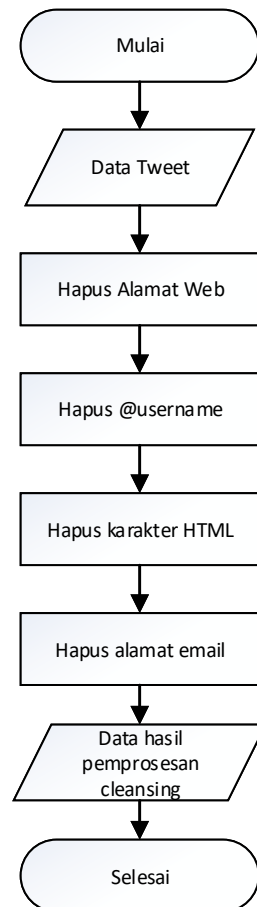 Mulai
Data Tweet
Hapus Alamat Web
Hapus @username
Hapus karakter HTML
Hapus alamat email
Data hasil
pemprosesan
cleansing
Selesai